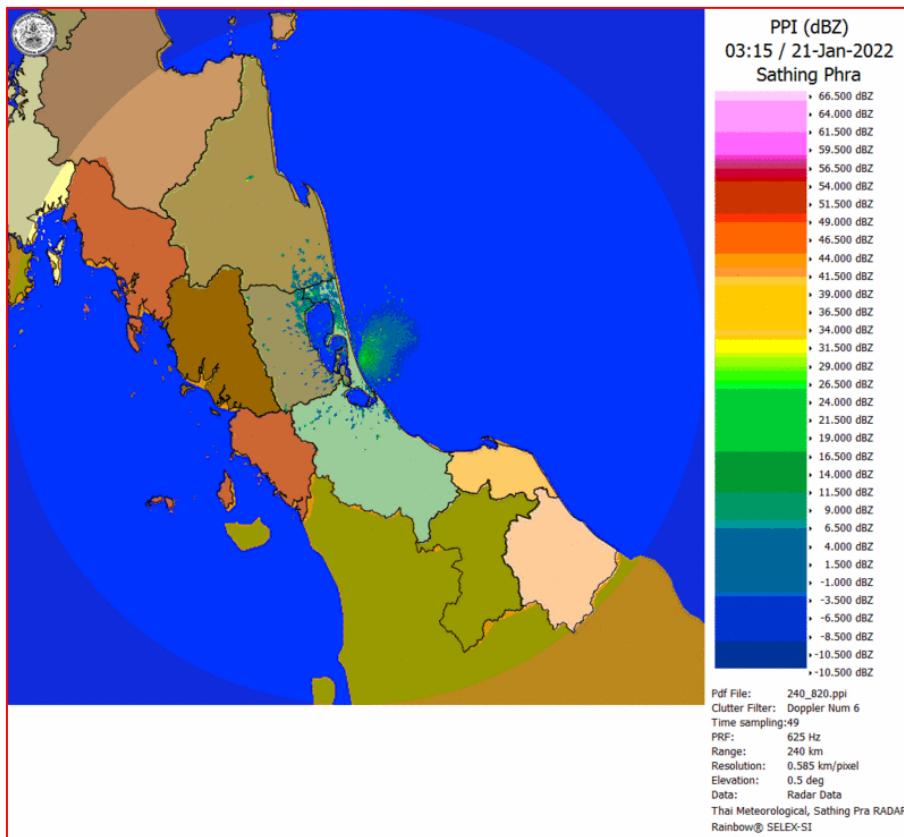 PPI (dBZ)
03:15 / 21-Jan-2022
Sathing Phra
66.500 dBZ
64.000 dBZ
61.500 dBZ
59.500 dBZ
56.500 dBZ
54.000 dBZ
51.500 dBZ
49.000 dBZ
46.500 dBZ
44.000 dBZ
41.500 dBZ
39.000 dBZ
36.500 dBZ
34.000 dBZ
31.500 dBZ
29.000 dBZ
26.500 dBZ
24.000 dBZ
21.500 dBZ
19.000 dBZ
16.500 dBZ
14.000 dBZ
11.500 dBZ
9.000 dBZ
6.500 dBZ
4.000 dBZ
1.500 dBZ
-1.000 dBZ
-3.500 dBZ
-6.500 dBZ
-8.500 dBZ
-10.500 dBZ
-10.500 dBZ
Pdf File: 240_820.ppi
Clutter Filter: Doppler Num 6
Time sampling:49
PRF: 625 Hz
Range: 240 km
Resolution: 0.585 km/pixel
Elevation: 0.5 deg
Data: Radar Data
Thai Meteorological, Sathing Pra RADAR
Rainbow® SELEX-SI